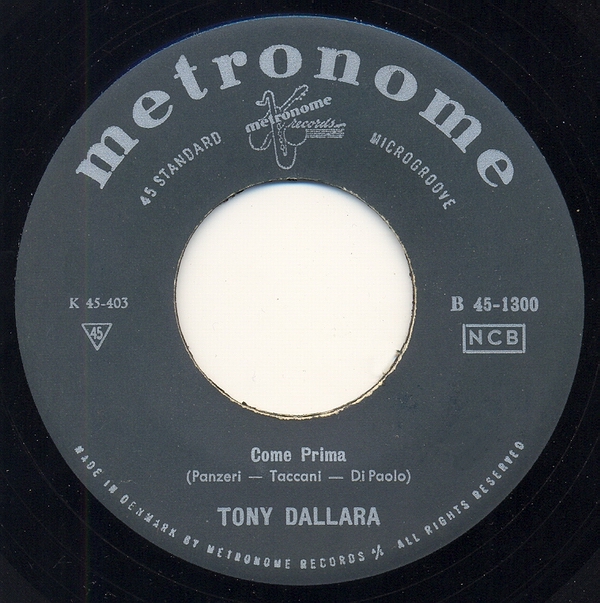 metronome
metronome
records
45 STANDARD
MICROGROOVE
K 45-403
45
B 45-1300
NCB
Come Prima
(Panzeri — Taccani — Di Paolo)
TONY DALLARA
MADE IN DENMARK BY METRONOME RECORDS A/S ALL RIGHTS RESERVED